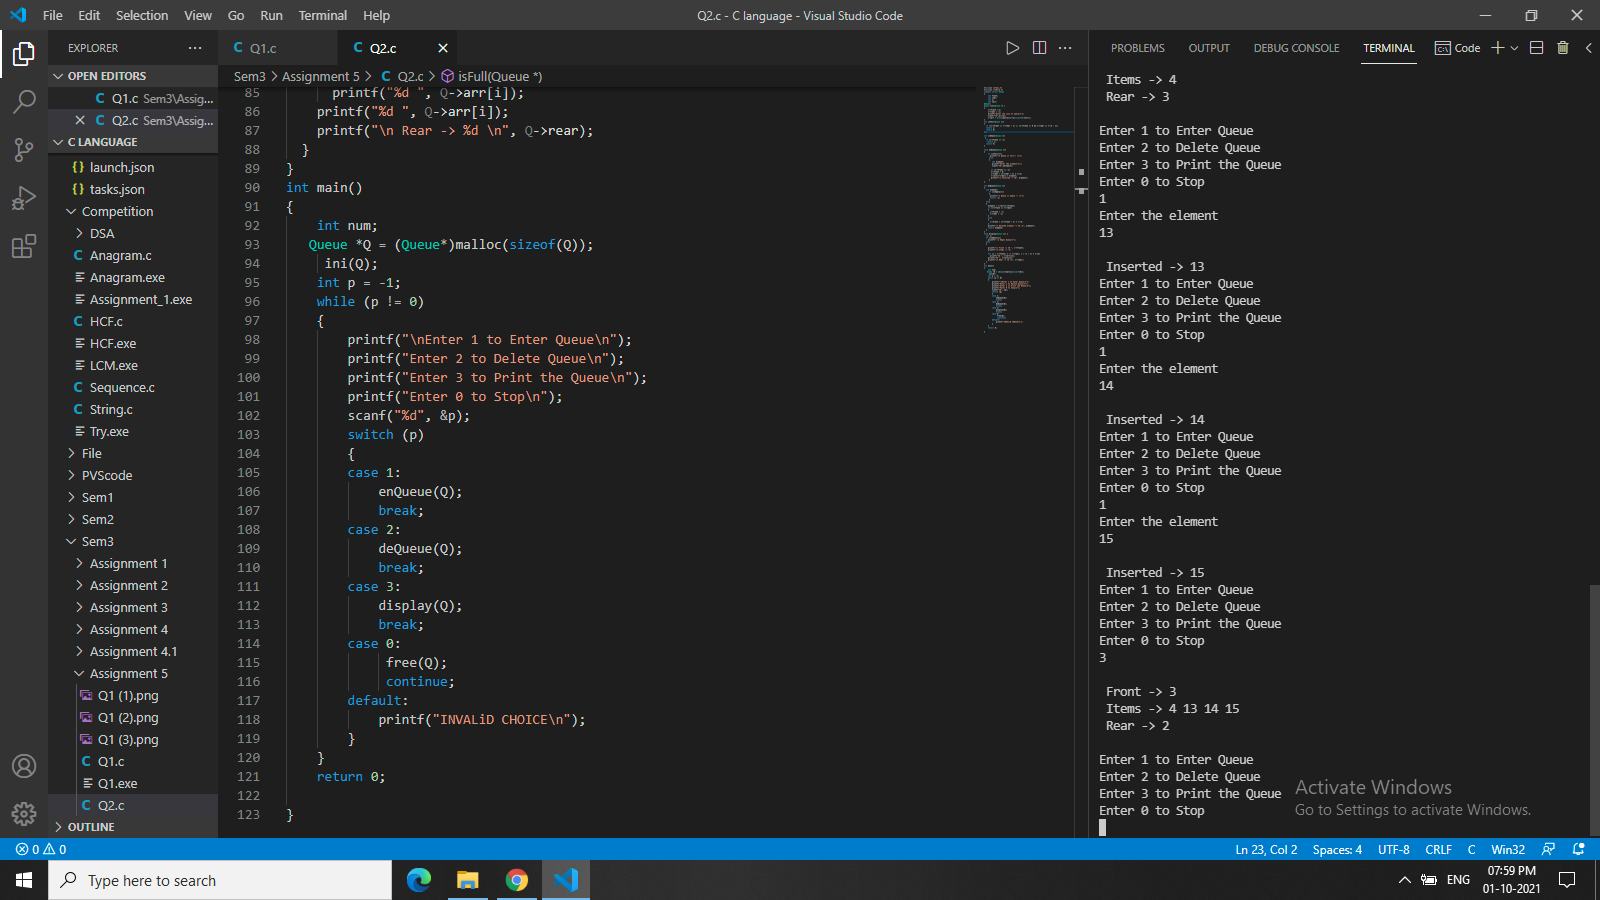 File Edit Selection View Go Run Terminal Help
Q2.c - C language - Visual Studio Code
EXPLORER
OPEN EDITORS
C Q1.c Sem3\Assig...
C Q2.c Sem3\Assig...
C LANGUAGE
{} launch.json
{} tasks.json
Competition
DSA
C Anagram.c
Anagram.exe
Assignment_1.exe
C HCF.c
HCF.exe
LCM.exe
C Sequence.c
C String.c
Try.exe
File
PVScode
Sem1
Sem2
Sem3
Assignment 1
Assignment 2
Assignment 3
Assignment 4
Assignment 4.1
Assignment 5
Q1 (1).png
Q1 (2).png
Q1 (3).png
C Q1.c
Q1.exe
C Q2.c
OUTLINE
C Q1.c
C Q2.c
Sem3 > Assignment 5 > C Q2.c > isFull(Queue *)
85 printf("%d ", Q->arr[i]);
86 printf("%d ", Q->arr[i]);
87 printf("\n Rear -> %d \n", Q->rear);
88 }
89 }
90 int main()
91 {
92 int num;
93 Queue *Q = (Queue*)malloc(sizeof(Q));
94 ini(Q);
95 int p = -1;
96 while (p != 0)
97 {
98 printf("\nEnter 1 to Enter Queue\n");
99 printf("Enter 2 to Delete Queue\n");
100 printf("Enter 3 to Print the Queue\n");
101 printf("Enter 0 to Stop\n");
102 scanf("%d", &p);
103 switch (p)
104 {
105 case 1:
106 enQueue(Q);
107 break;
108 case 2:
109 deQueue(Q);
110 break;
111 case 3:
112 display(Q);
113 break;
114 case 0:
115 free(Q);
116 continue;
117 default:
118 printf("INVALiD CHOICE\n");
119 }
120 }
121 return 0;
122
123 }
PROBLEMS OUTPUT DEBUG CONSOLE TERMINAL
Code
Items -> 4
Rear -> 3
Enter 1 to Enter Queue
Enter 2 to Delete Queue
Enter 3 to Print the Queue
Enter 0 to Stop
1
Enter the element
13
Inserted -> 13
Enter 1 to Enter Queue
Enter 2 to Delete Queue
Enter 3 to Print the Queue
Enter 0 to Stop
1
Enter the element
14
Inserted -> 14
Enter 1 to Enter Queue
Enter 2 to Delete Queue
Enter 3 to Print the Queue
Enter 0 to Stop
1
Enter the element
15
Inserted -> 15
Enter 1 to Enter Queue
Enter 2 to Delete Queue
Enter 3 to Print the Queue
Enter 0 to Stop
3
Front -> 3
Items -> 4 13 14 15
Rear -> 2
Enter 1 to Enter Queue
Enter 2 to Delete Queue
Enter 3 to Print the Queue
Enter 0 to Stop
Activate Windows
Go to Settings to activate Windows.
0 0
Ln 23, Col 2 Spaces: 4 UTF-8 CRLF C Win32
Type here to search
ENG
07:59 PM
01-10-2021